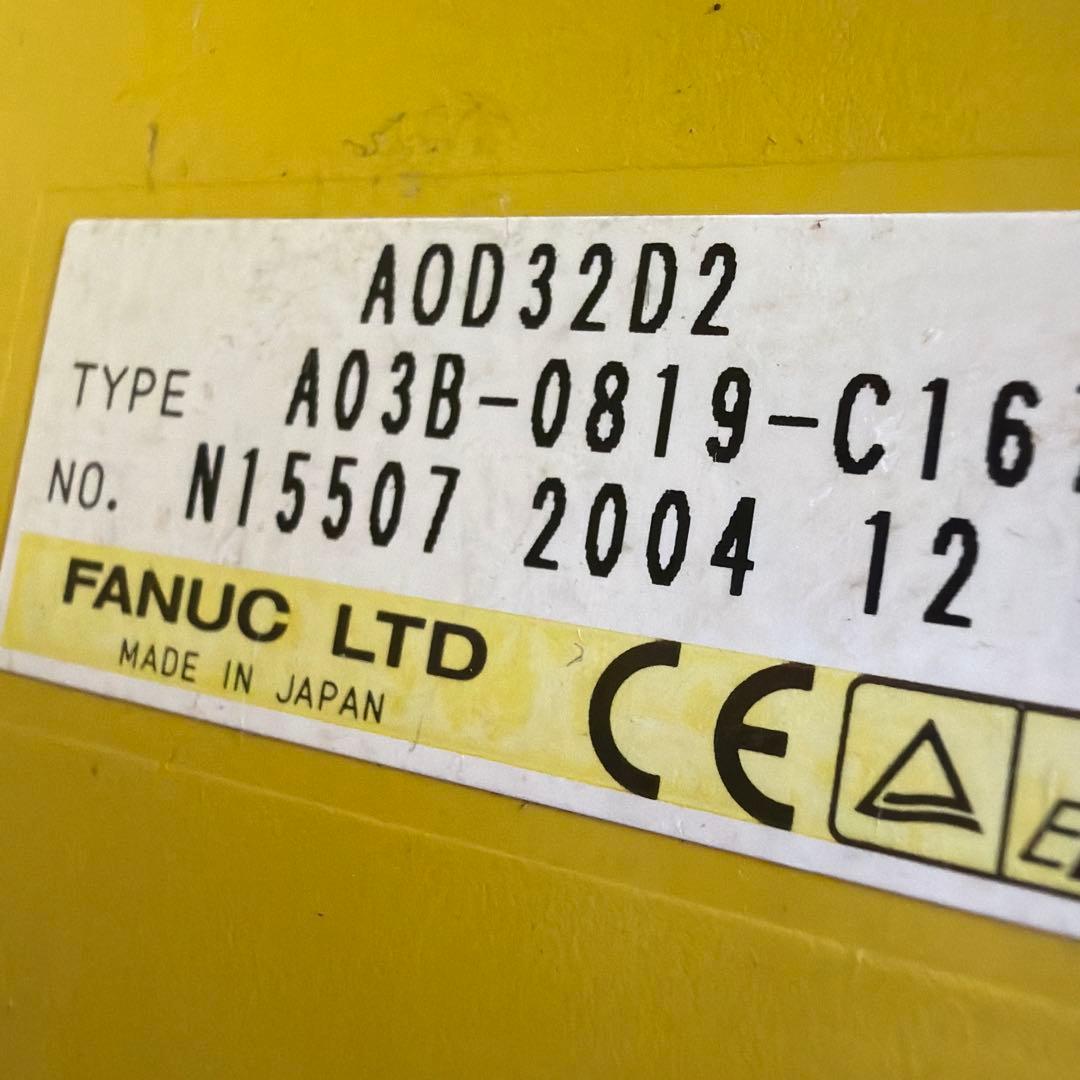 AOD32D2
TYPE A03B-0819-C16
NO. N15507 2004 12
FANUC LTD
MADE IN JAPAN
CE